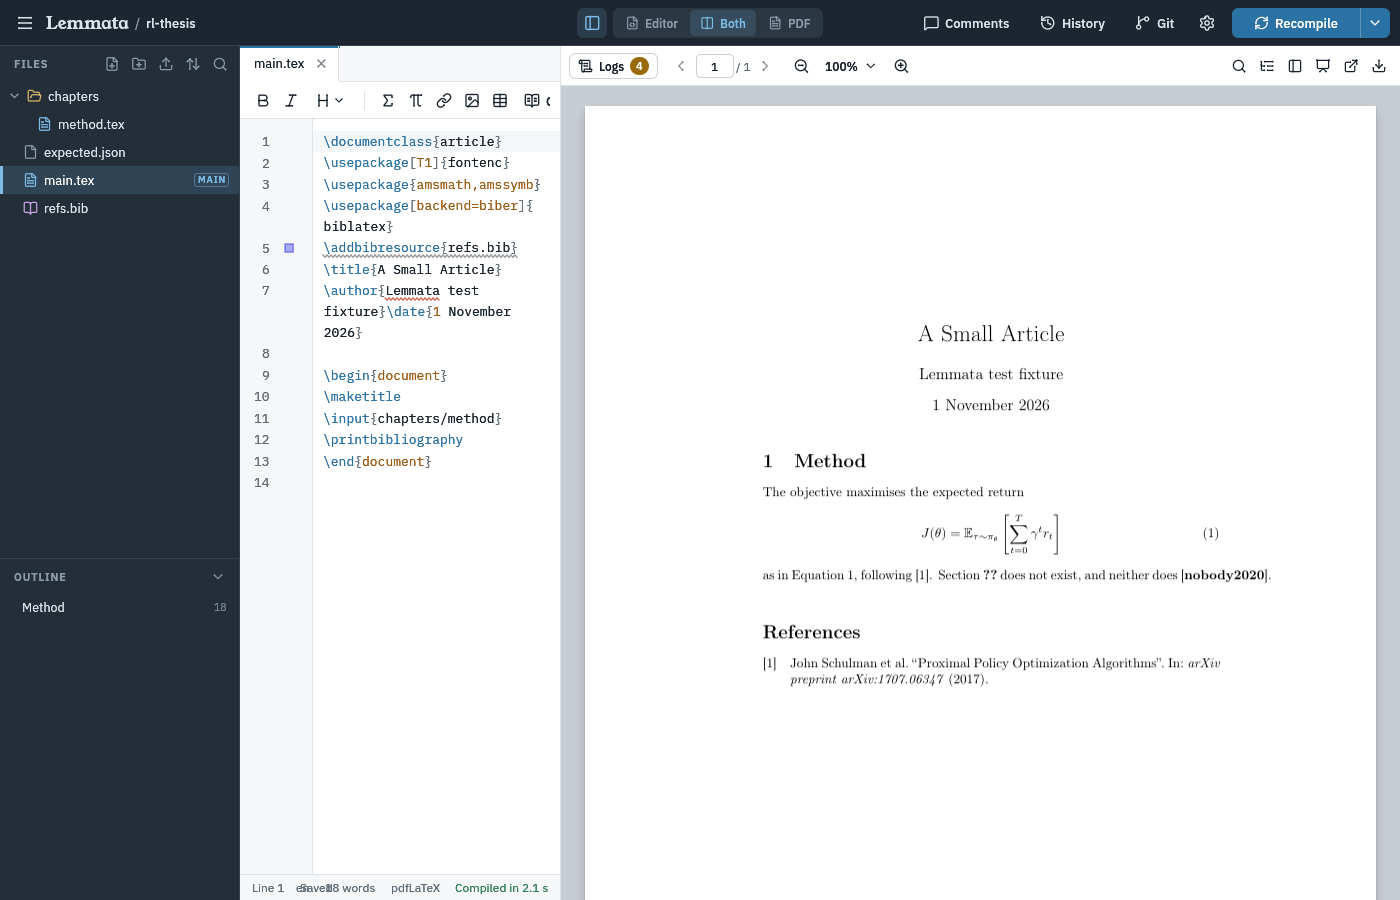 Lemmata / rl-thesis
Editor Both PDF
Comments History Git Recompile
FILES
chapters
method.tex
expected.json
main.tex MAIN
refs.bib
OUTLINE
Method 18
main.tex
B I H
1 \documentclass{article}
2 \usepackage[T1]{fontenc}
3 \usepackage{amsmath,amssymb}
4 \usepackage[backend=biber]{
biblatex}
5 \addbibresource{refs.bib}
6 \title{A Small Article}
7 \author{Lemmata test
fixture}\date{1 November
2026}
8
9 \begin{document}
10 \maketitle
11 \input{chapters/method}
12 \printbibliography
13 \end{document}
14
Line 1 words pdfLaTeX Compiled in 2.1 s
Logs 4 1 / 1 100%
A Small Article
Lemmata test fixture
1 November 2026
1 Method
The objective maximises the expected return
J(θ) = 𝔼τ∼πθ [∑t=0T γt rt] (1)
as in Equation 1, following [1]. Section ?? does not exist, and neither does [nobody2020].
References
[1] John Schulman et al. “Proximal Policy Optimization Algorithms”. In: arXiv
preprint arXiv:1707.06347 (2017).